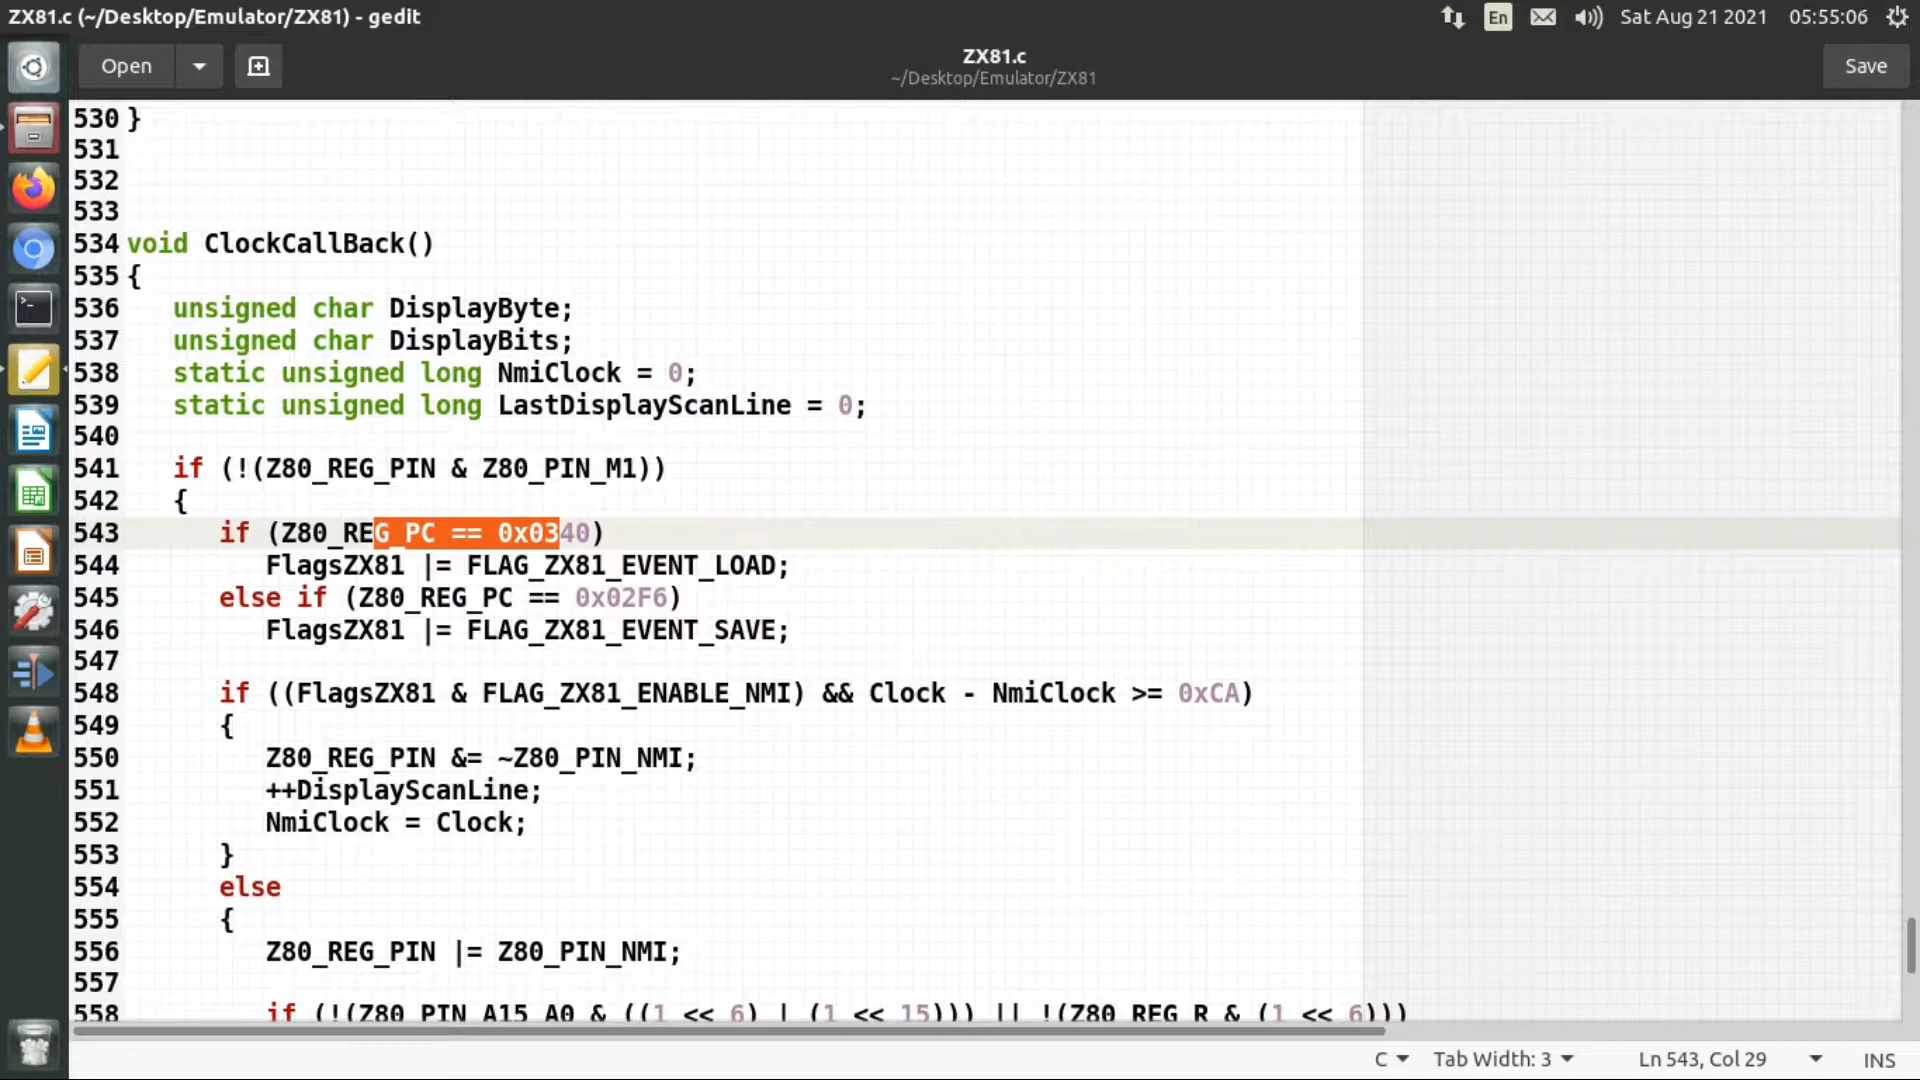 ZX81.c (~/Desktop/Emulator/ZX81) - gedit
En Sat Aug 21 2021 05:55:06
Open
ZX81.c
~/Desktop/Emulator/ZX81
Save
530 }
531
532
533
534 void ClockCallBack()
535 {
536 unsigned char DisplayByte;
537 unsigned char DisplayBits;
538 static unsigned long NmiClock = 0;
539 static unsigned long LastDisplayScanLine = 0;
540
541 if (!(Z80_REG_PIN & Z80_PIN_M1))
542 {
543 if (Z80_REG_PC == 0x0340)
544 FlagsZX81 |= FLAG_ZX81_EVENT_LOAD;
545 else if (Z80_REG_PC == 0x02F6)
546 FlagsZX81 |= FLAG_ZX81_EVENT_SAVE;
547
548 if ((FlagsZX81 & FLAG_ZX81_ENABLE_NMI) && Clock - NmiClock >= 0xCA)
549 {
550 Z80_REG_PIN &= ~Z80_PIN_NMI;
551 ++DisplayScanLine;
552 NmiClock = Clock;
553 }
554 else
555 {
556 Z80_REG_PIN |= Z80_PIN_NMI;
557
558 if (!(Z80_PIN_A15_A0 & ((1 << 6) | (1 << 15))) || !(Z80_REG_R & (1 << 6)))
C Tab Width: 3 Ln 543, Col 29 INS